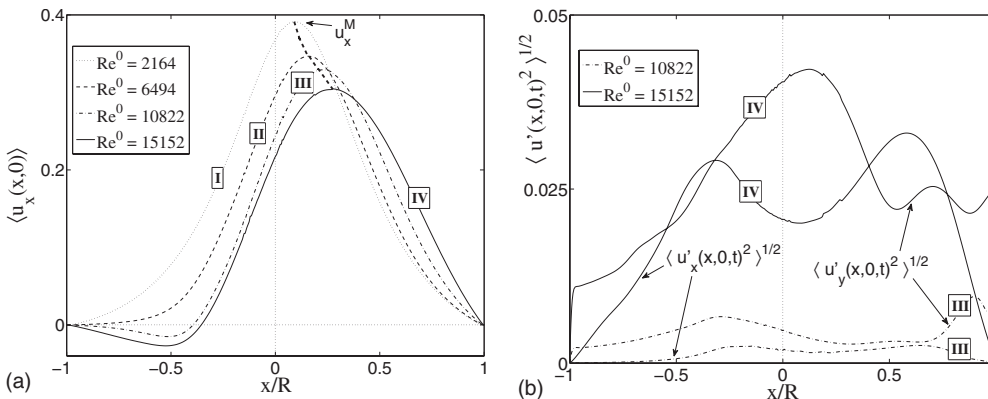 0.4
0.2
0
⟨u_x(x,0)⟩
u_x^M
Re^0 = 2164
Re^0 = 6494
Re^0 = 10822
Re^0 = 15152
I
II
III
IV
-1 -0.5 0 0.5 1
x/R
(a)
0.05
0.025
0
⟨ u'(x,0,t)^2 ⟩^1/2
Re^0 = 10822
Re^0 = 15152
IV
IV
⟨ u'_x(x,0,t)^2 ⟩^1/2
⟨ u'_y(x,0,t)^2 ⟩^1/2
III
III
-1 -0.5 0 0.5
x/R
(b)